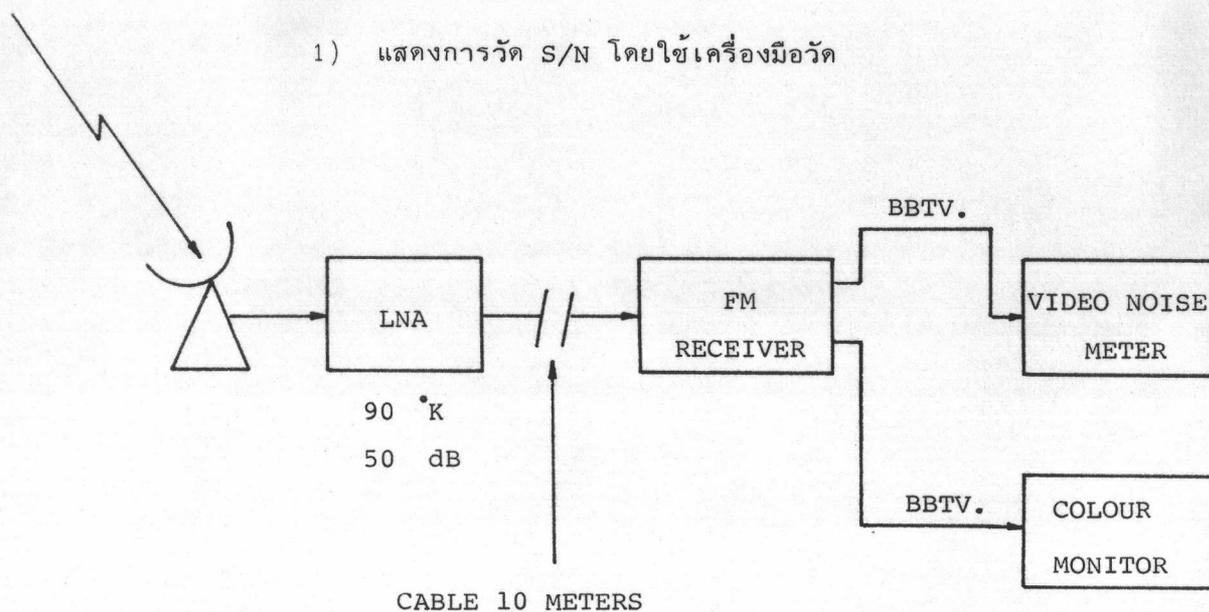 1) แสดงการวัด S/N โดยใช้เครื่องมือวัด
BBTV.
LNA
FM
RECEIVER
VIDEO NOISE
METER
90 °K
50 dB
BBTV.
COLOUR
MONITOR
CABLE 10 METERS